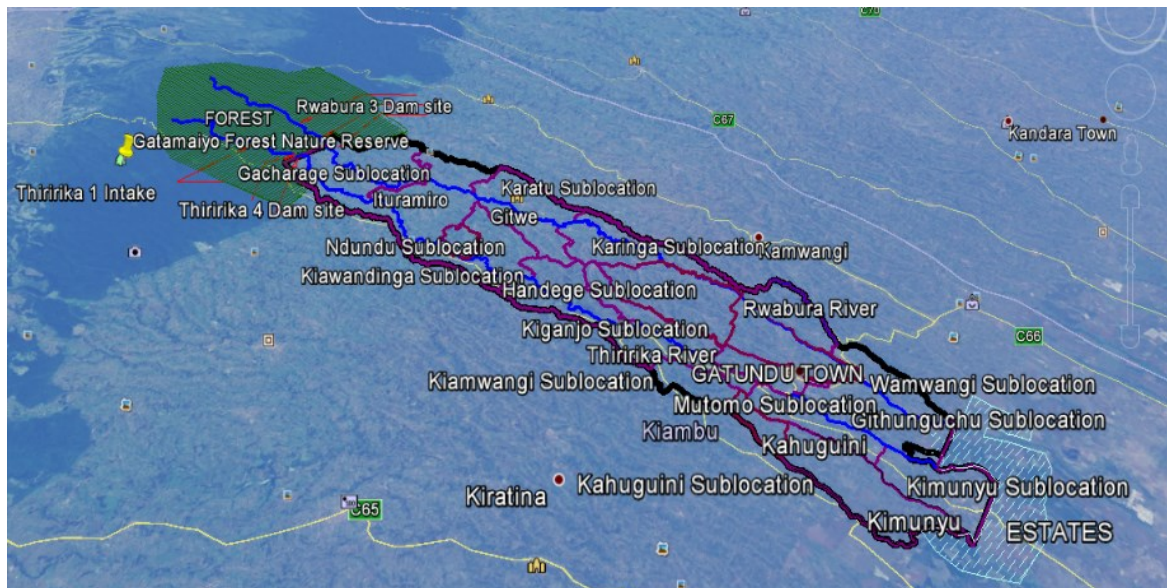 C70
C67
Kandara Town
Rwabura 3 Dam site
FOREST
Gatamaiyo Forest Nature Reserve
Gacharage Sublocation
Thiririka 1 Intake
Thiririka 4 Dam site
Ituramiro
Karatu Sublocation
Gitwe
Ndundu Sublocation
Karinga Sublocation
Kamwangi
Kiawandinga Sublocation
Handege Sublocation
Rwabura River
Kiganjo Sublocation
C66
Thiririka River
Kiamwangi Sublocation
GATUNDU TOWN
Wamwangi Sublocation
Mutomo Sublocation
Githunguchu Sublocation
Kiambu
Kahuguini
Kahuguini Sublocation
Kimunyu Sublocation
Kiratina
C65
Kimunyu
ESTATES